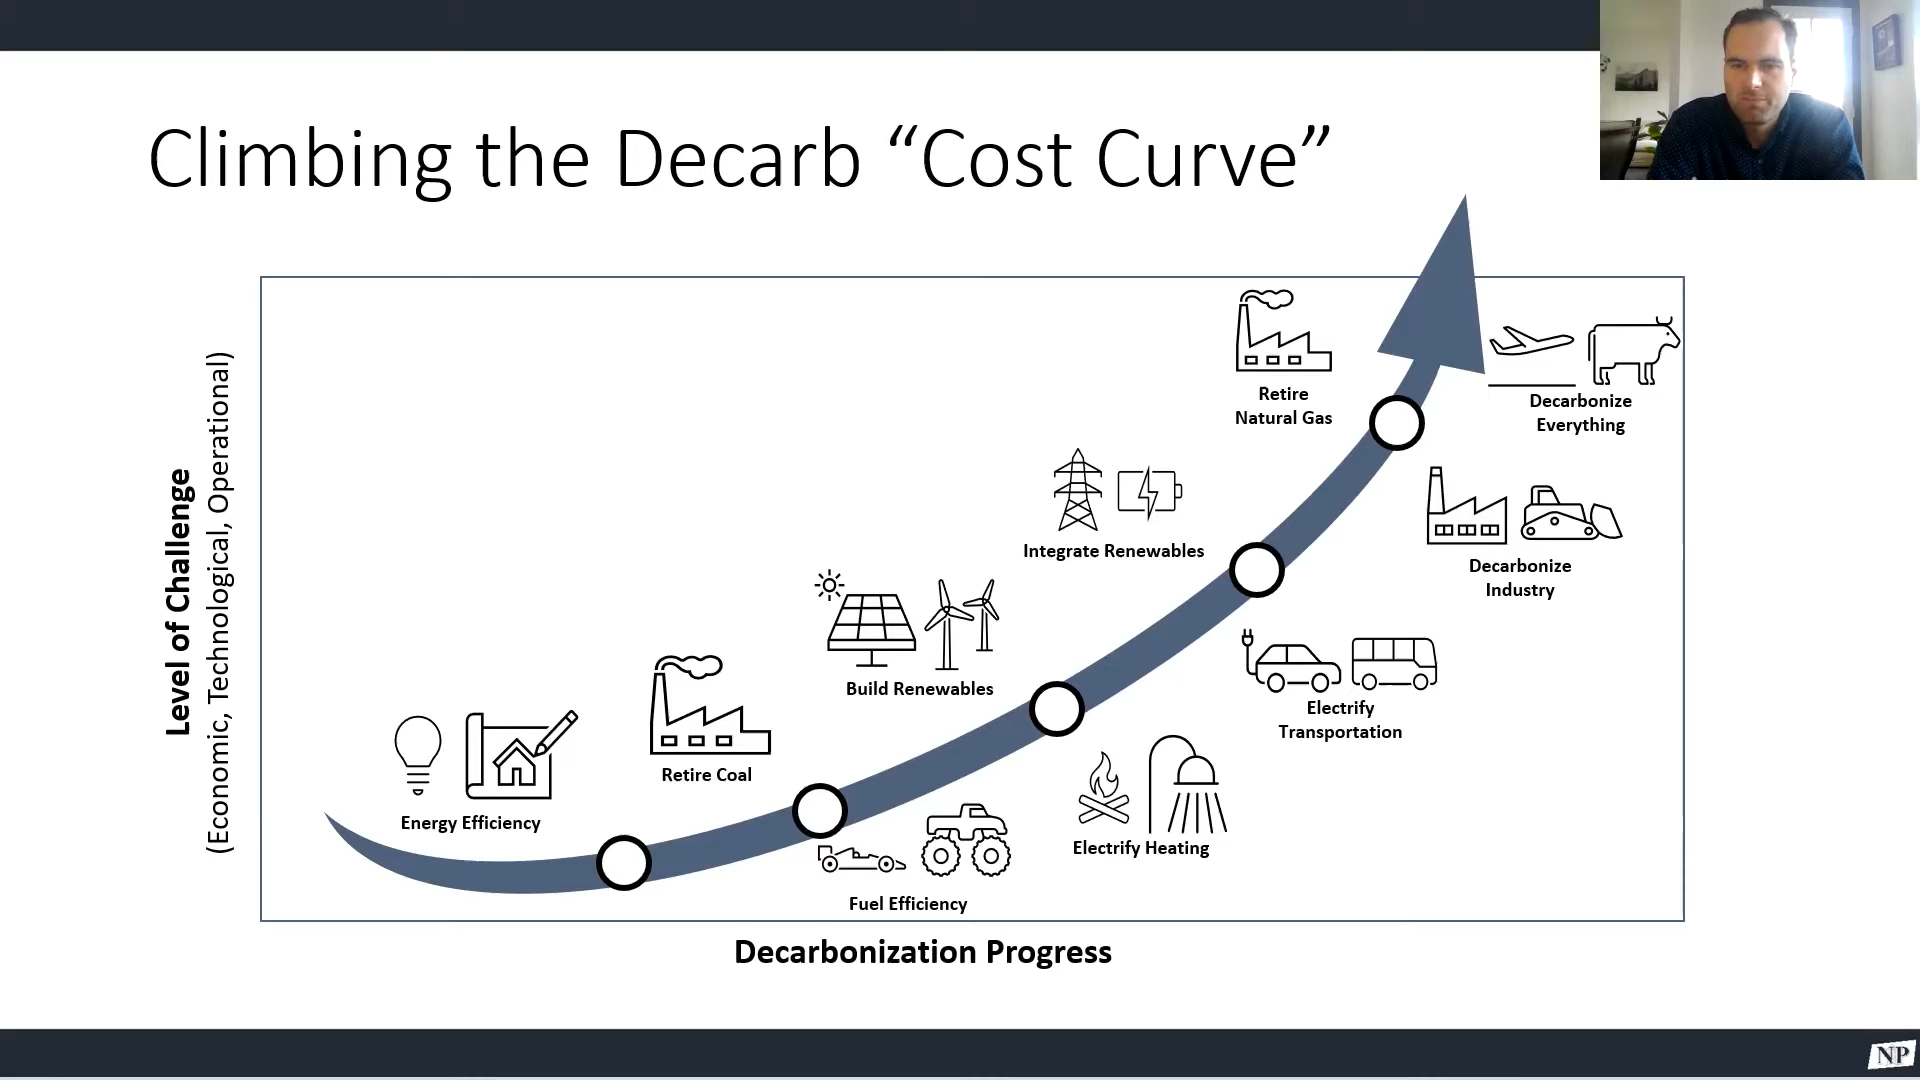 Climbing the Decarb “Cost Curve”
Level of Challenge
(Economic, Technological, Operational)
Energy Efficiency
Retire Coal
Build Renewables
Integrate Renewables
Retire
Natural Gas
Decarbonize
Everything
Decarbonize
Industry
Electrify
Transportation
Electrify Heating
Fuel Efficiency
Decarbonization Progress
NP